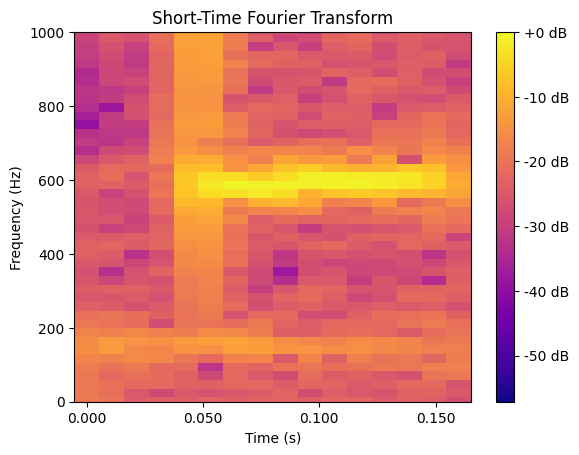 Short-Time Fourier Transform
1000
800
600
400
200
0
Frequency (Hz)
0.000
0.050
0.100
0.150
Time (s)
+0 dB
-10 dB
-20 dB
-30 dB
-40 dB
-50 dB